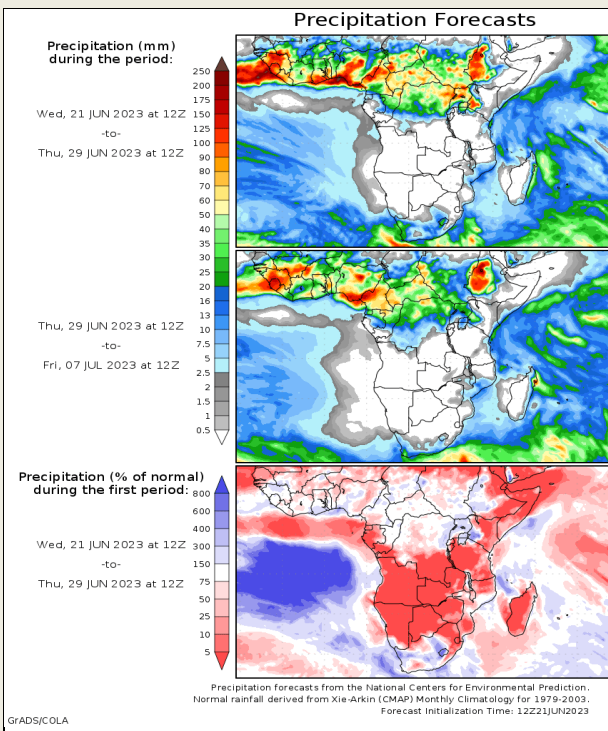 Precipitation Forecasts
Precipitation (mm)
during the period:
Wed, 21 JUN 2023 at 12Z
-to-
Thu, 29 JUN 2023 at 12Z
250
200
175
150
125
100
90
80
70
60
50
40
35
30
25
20
16
13
10
7.5
5
2.5
2
1.5
1
0.5
Thu, 29 JUN 2023 at 12Z
-to-
Fri, 07 JUL 2023 at 12Z
Precipitation (% of normal)
during the first period:
Wed, 21 JUN 2023 at 12Z
-to-
Thu, 29 JUN 2023 at 12Z
800
600
400
300
150
75
50
25
10
5
Precipitation forecasts from the National Centers for Environmental Prediction.
Normal rainfall derived from Xie-Arkin (CMAP) Monthly Climatology for 1979-2003.
Forecast Initialization Time: 12Z21JUN2023
GrADS/COLA